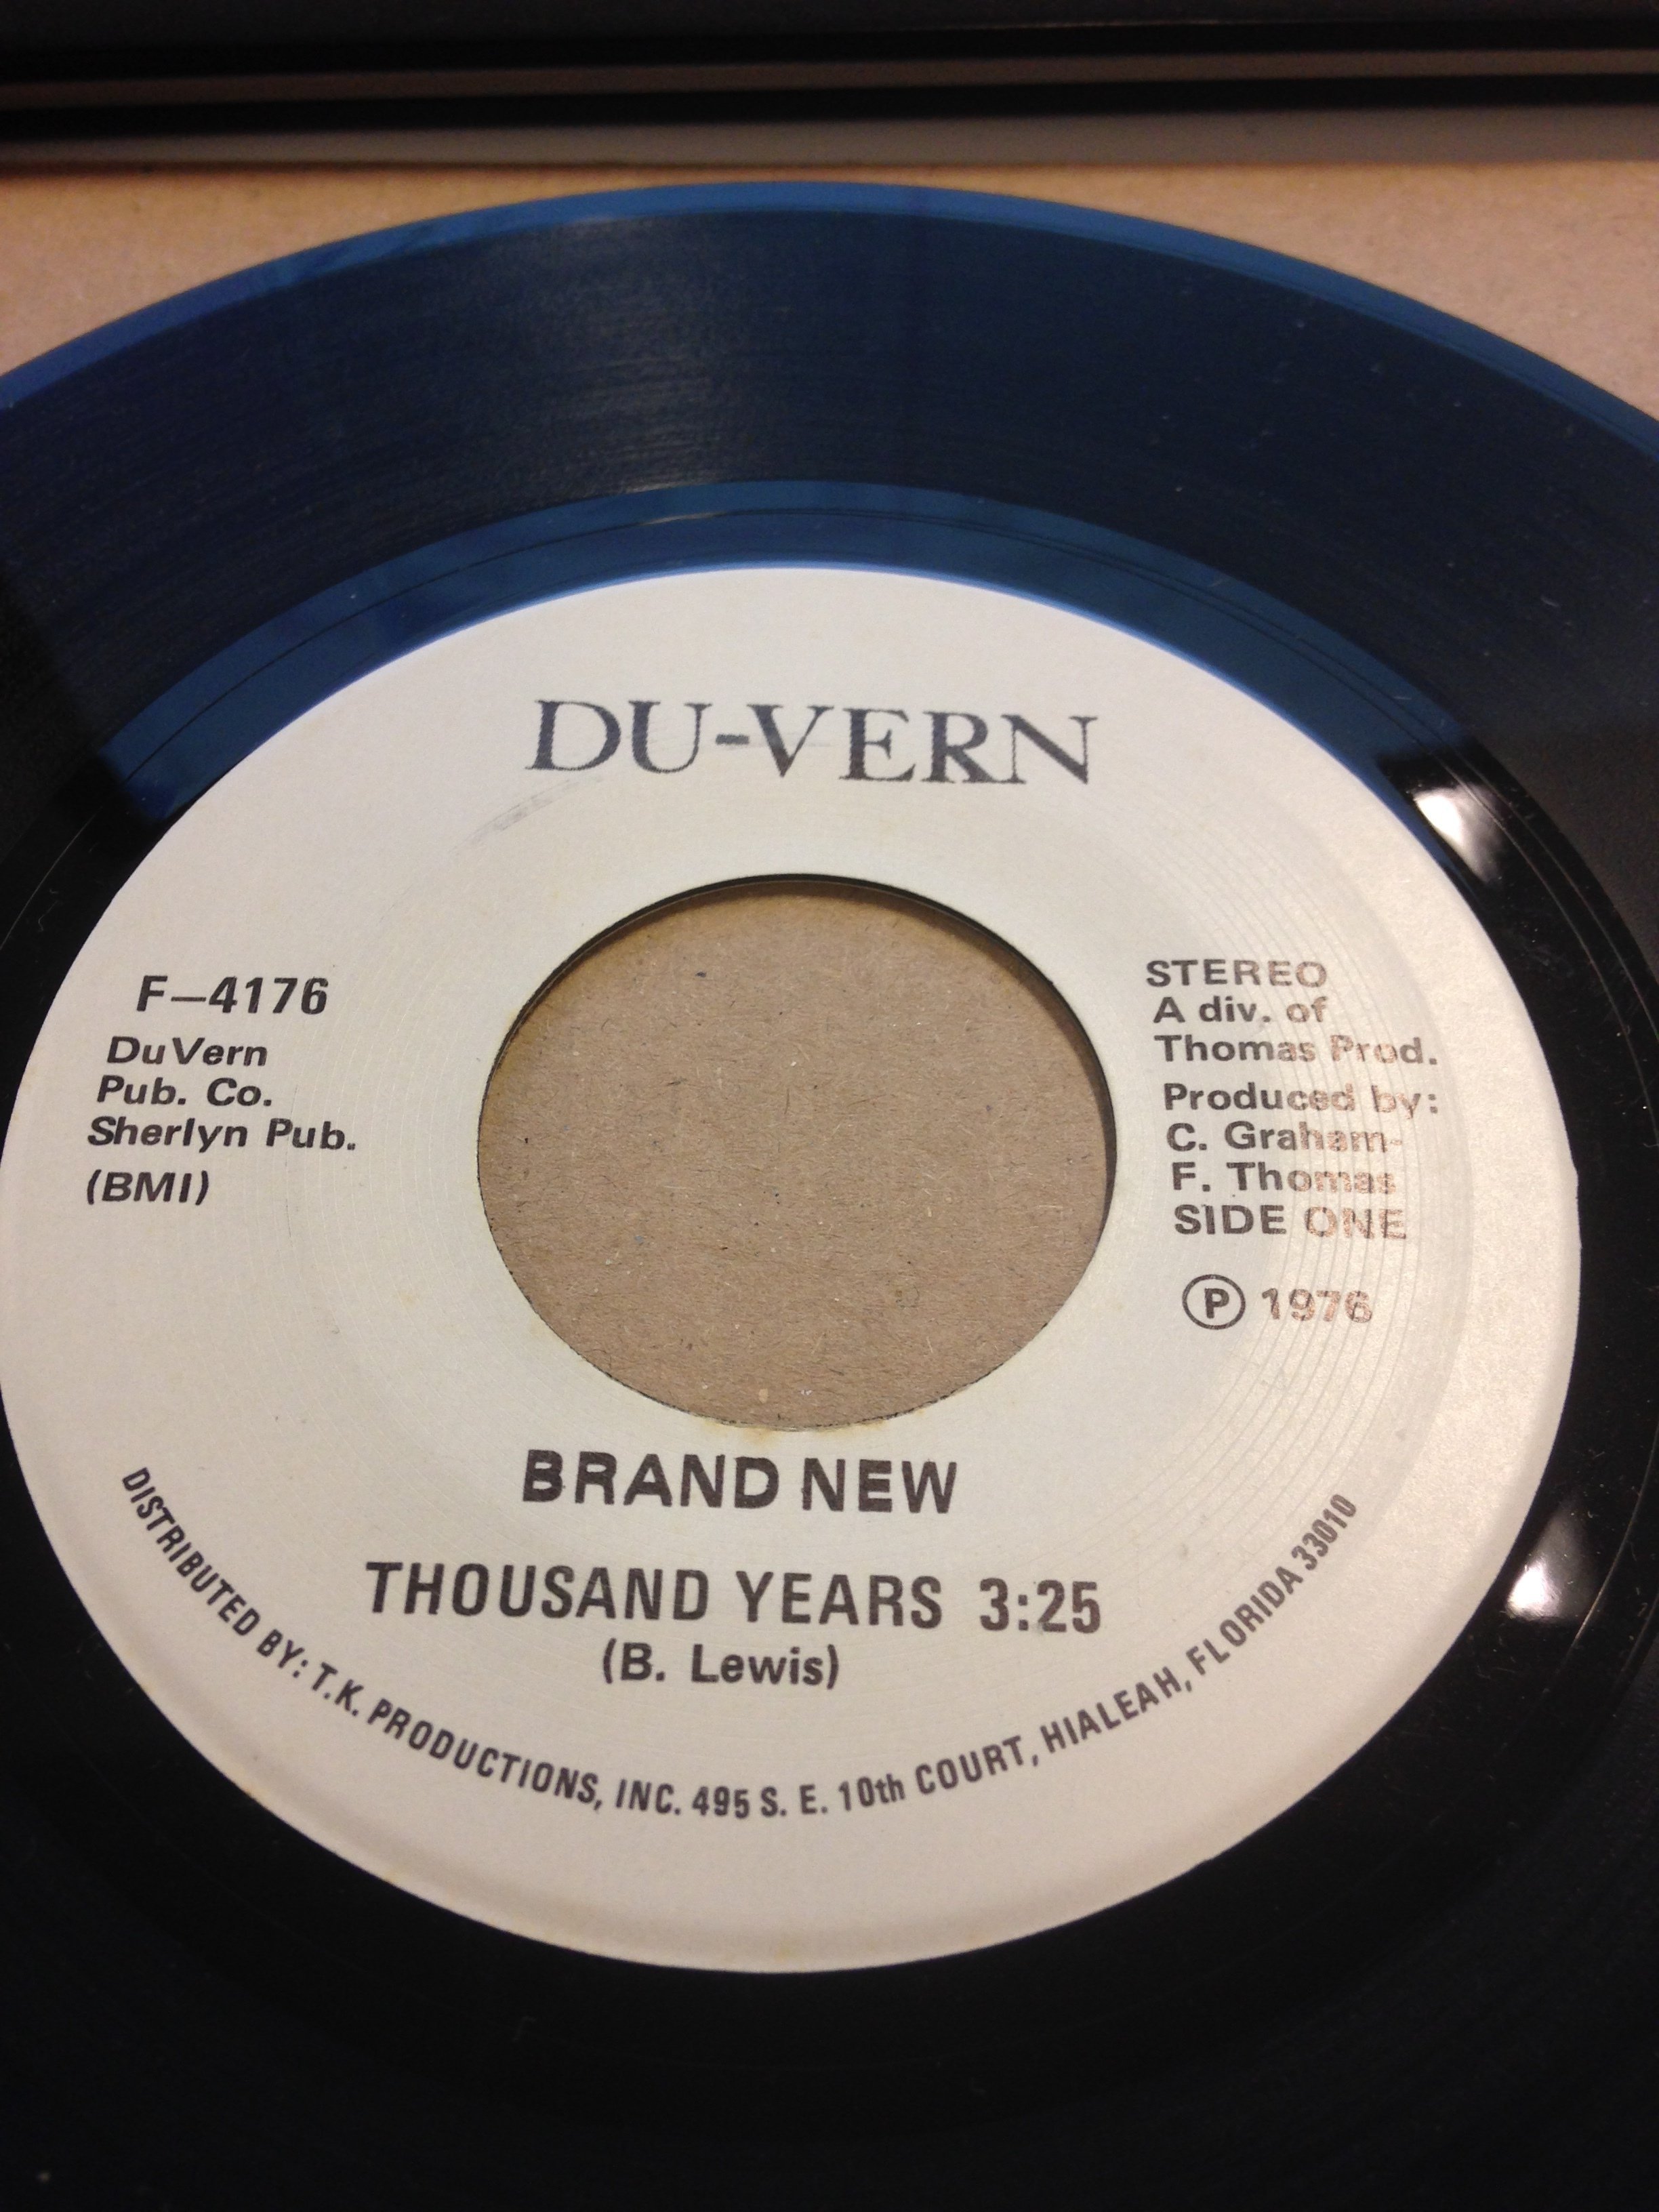 DU-VERN
F-4176
DuVern
Pub. Co.
Sherlyn Pub.
(BMI)
STEREO
A div. of
Thomas Prod.
Produced by:
C. Graham-
F. Thomas
SIDE ONE
Ⓟ 1976
BRAND NEW
THOUSAND YEARS 3:25
(B. Lewis)
DISTRIBUTED BY: T.K. PRODUCTIONS, INC. 495 S. E. 10th COURT, HIALEAH, FLORIDA 33010